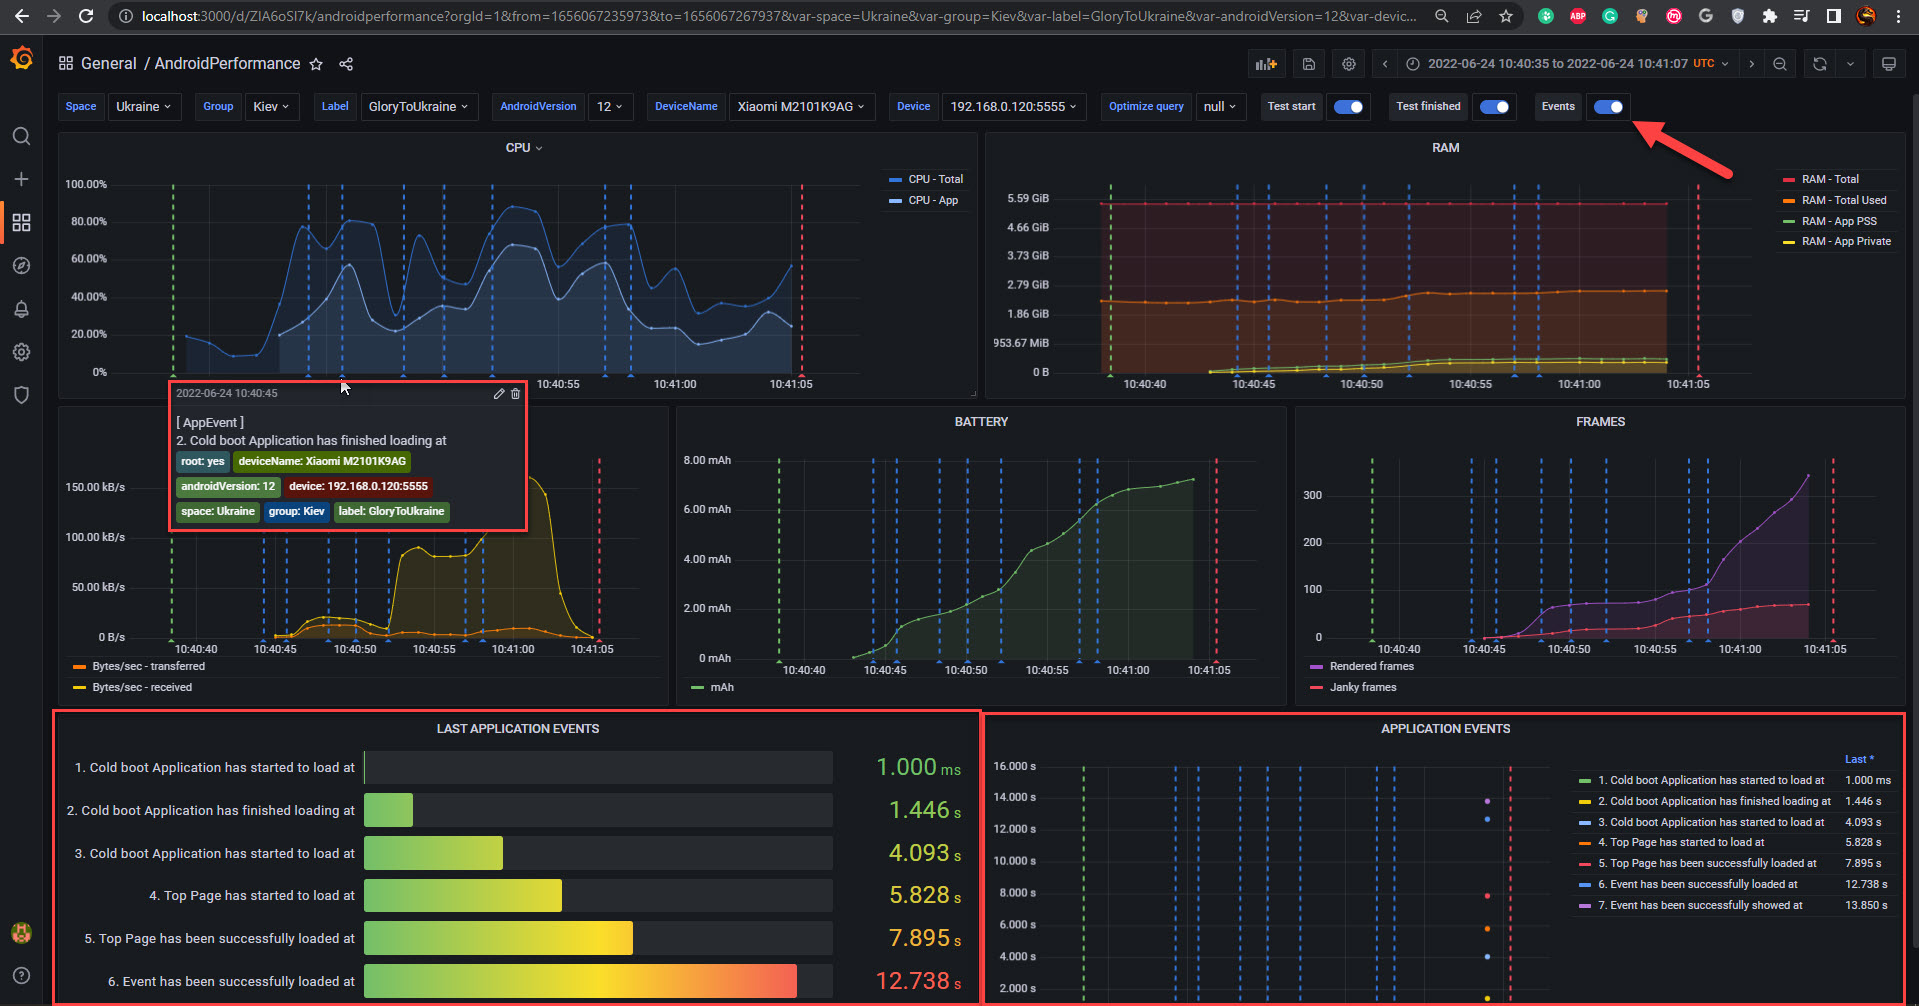 localhost:3000/d/ZIA6oSI7k/androidperformance?orgId=1&from=1656067235973&to=1656067267937&var-space=Ukraine&var-group=Kiev&var-label=GloryToUkraine&var-androidVersion=12&var-devic...
General / AndroidPerformance
2022-06-24 10:40:35 to 2022-06-24 10:41:07 UTC
Space Ukraine Group Kiev Label GloryToUkraine AndroidVersion 12 DeviceName Xiaomi M2101K9AG Device 192.168.0.120:5555 Optimize query null Test start Test finished Events
CPU
100.00%
80.00%
60.00%
40.00%
20.00%
0%
10:40:55 10:41:00 10:41:05
CPU - Total
CPU - App
RAM
5.59 GiB
4.66 GiB
3.73 GiB
2.79 GiB
1.86 GiB
953.67 MiB
0 B
10:40:40 10:40:45 10:40:50 10:40:55 10:41:00 10:41:05
RAM - Total
RAM - Total Used
RAM - App PSS
RAM - App Private
2022-06-24 10:40:45
[ AppEvent ]
2. Cold boot Application has finished loading at
root: yes deviceName: Xiaomi M2101K9AG
androidVersion: 12 device: 192.168.0.120:5555
space: Ukraine group: Kiev label: GloryToUkraine
150.00 kB/s
100.00 kB/s
50.00 kB/s
0 B/s
10:40:40 10:40:45 10:40:50 10:40:55 10:41:00 10:41:05
Bytes/sec - transferred
Bytes/sec - received
BATTERY
8.00 mAh
6.00 mAh
4.00 mAh
2.00 mAh
0 mAh
10:40:40 10:40:45 10:40:50 10:40:55 10:41:00 10:41:05
mAh
FRAMES
300
200
100
0
10:40:40 10:40:45 10:40:50 10:40:55 10:41:00 10:41:05
Rendered frames
Janky frames
LAST APPLICATION EVENTS
1. Cold boot Application has started to load at 1.000 ms
2. Cold boot Application has finished loading at 1.446 s
3. Cold boot Application has started to load at 4.093 s
4. Top Page has started to load at 5.828 s
5. Top Page has been successfully loaded at 7.895 s
6. Event has been successfully loaded at 12.738 s
APPLICATION EVENTS
16.000 s
14.000 s
12.000 s
10.000 s
8.000 s
6.000 s
4.000 s
2.000 s
Last *
1. Cold boot Application has started to load at 1.000 ms
2. Cold boot Application has finished loading at 1.446 s
3. Cold boot Application has started to load at 4.093 s
4. Top Page has started to load at 5.828 s
5. Top Page has been successfully loaded at 7.895 s
6. Event has been successfully loaded at 12.738 s
7. Event has been successfully showed at 13.850 s